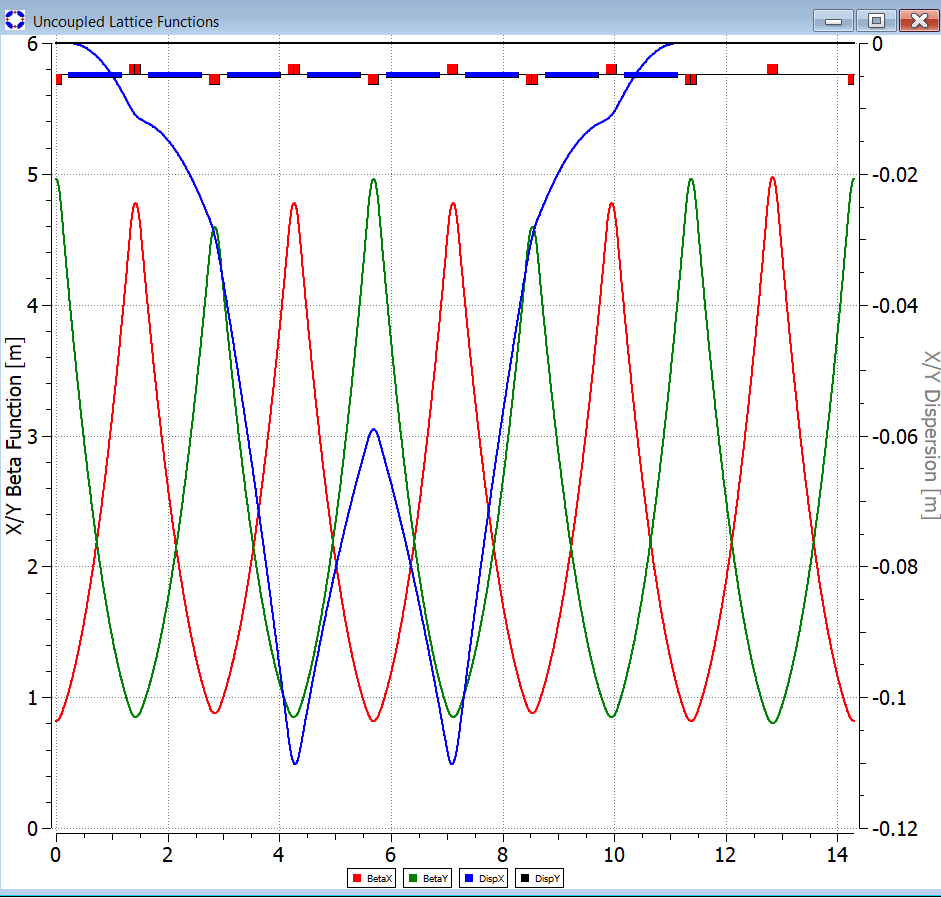 Uncoupled Lattice Functions
6
5
4
3
2
1
0
X/Y Beta Function [m]
0
-0.02
-0.04
-0.06
-0.08
-0.1
-0.12
X/Y Dispersion [m]
0 2 4 6 8 10 12 14
BetaX BetaY DispX DispY